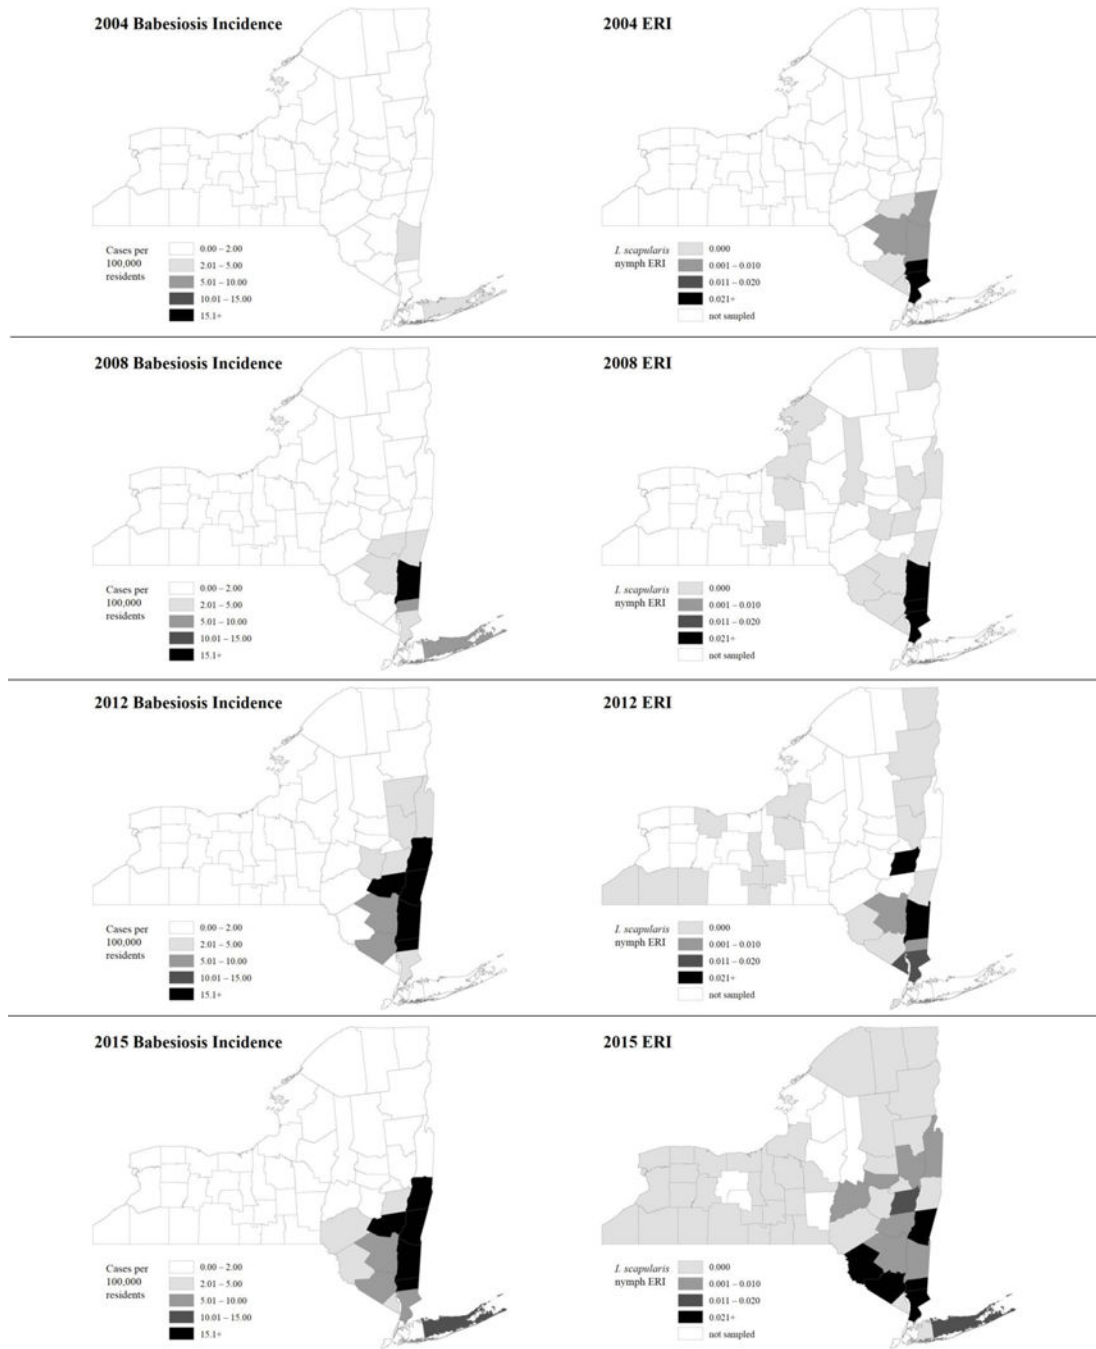 2004 Babesiosis Incidence
Cases per
100,000
residents
0.00 – 2.00
2.01 – 5.00
5.01 – 10.00
10.01 – 15.00
15.1+
2004 ERI
I. scapularis
nymph ERI
0.000
0.001 – 0.010
0.011 – 0.020
0.021+
not sampled
2008 Babesiosis Incidence
Cases per
100,000
residents
0.00 – 2.00
2.01 – 5.00
5.01 – 10.00
10.01 – 15.00
15.1+
2008 ERI
I. scapularis
nymph ERI
0.000
0.001 – 0.010
0.011 – 0.020
0.021+
not sampled
2012 Babesiosis Incidence
Cases per
100,000
residents
0.00 – 2.00
2.01 – 5.00
5.01 – 10.00
10.01 – 15.00
15.1+
2012 ERI
I. scapularis
nymph ERI
0.000
0.001 – 0.010
0.011 – 0.020
0.021+
not sampled
2015 Babesiosis Incidence
Cases per
100,000
residents
0.00 – 2.00
2.01 – 5.00
5.01 – 10.00
10.01 – 15.00
15.1+
2015 ERI
I. scapularis
nymph ERI
0.000
0.001 – 0.010
0.011 – 0.020
0.021+
not sampled